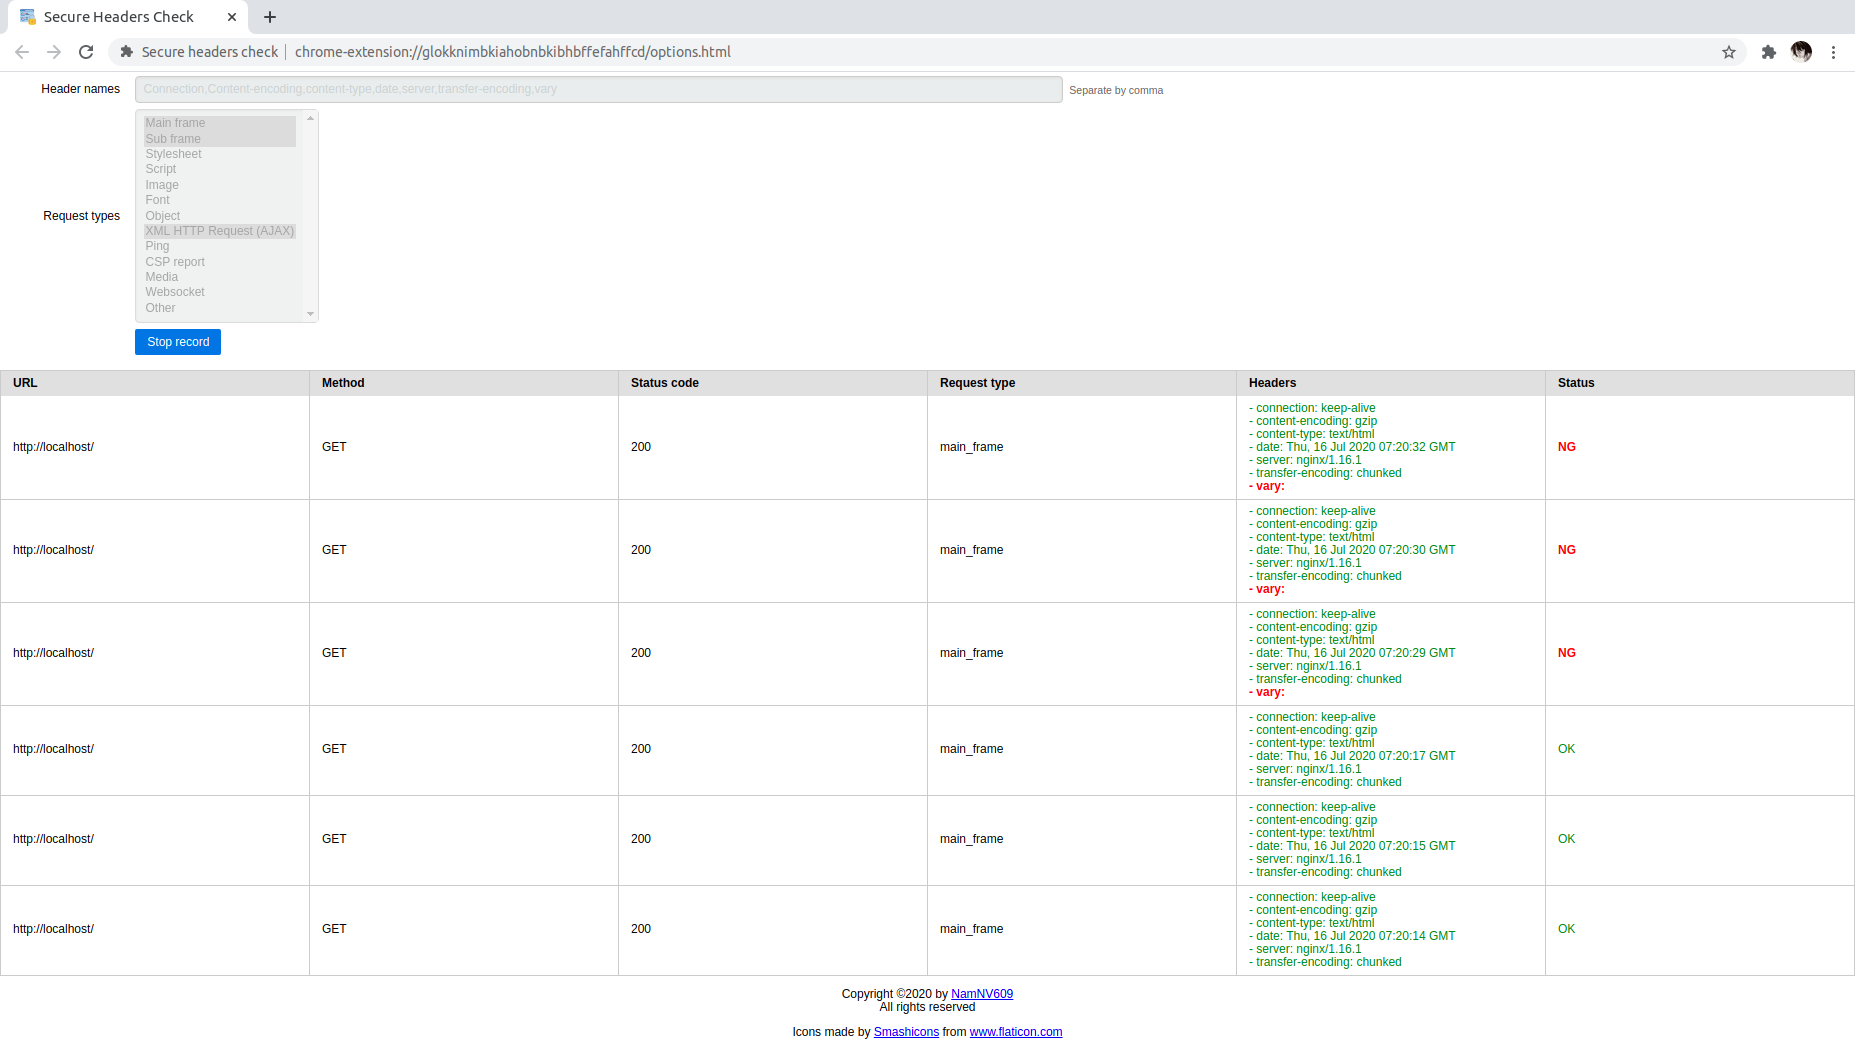 Secure Headers Check
Secure headers check | chrome-extension://glokknimbkiahobnbkibhbffefahffcd/options.html
Header names Connection,Content-encoding,content-type,date,server,transfer-encoding,vary Separate by comma
Request types
Main frame
Sub frame
Stylesheet
Script
Image
Font
Object
XML HTTP Request (AJAX)
Ping
CSP report
Media
Websocket
Other
Stop record
URL Method Status code Request type Headers Status
http://localhost/ GET 200 main_frame
- connection: keep-alive
- content-encoding: gzip
- content-type: text/html
- date: Thu, 16 Jul 2020 07:20:32 GMT
- server: nginx/1.16.1
- transfer-encoding: chunked
- vary:
NG
http://localhost/ GET 200 main_frame
- connection: keep-alive
- content-encoding: gzip
- content-type: text/html
- date: Thu, 16 Jul 2020 07:20:30 GMT
- server: nginx/1.16.1
- transfer-encoding: chunked
- vary:
NG
http://localhost/ GET 200 main_frame
- connection: keep-alive
- content-encoding: gzip
- content-type: text/html
- date: Thu, 16 Jul 2020 07:20:29 GMT
- server: nginx/1.16.1
- transfer-encoding: chunked
- vary:
NG
http://localhost/ GET 200 main_frame
- connection: keep-alive
- content-encoding: gzip
- content-type: text/html
- date: Thu, 16 Jul 2020 07:20:17 GMT
- server: nginx/1.16.1
- transfer-encoding: chunked
OK
http://localhost/ GET 200 main_frame
- connection: keep-alive
- content-encoding: gzip
- content-type: text/html
- date: Thu, 16 Jul 2020 07:20:15 GMT
- server: nginx/1.16.1
- transfer-encoding: chunked
OK
http://localhost/ GET 200 main_frame
- connection: keep-alive
- content-encoding: gzip
- content-type: text/html
- date: Thu, 16 Jul 2020 07:20:14 GMT
- server: nginx/1.16.1
- transfer-encoding: chunked
OK
Copyright ©2020 by NamNV609
All rights reserved
Icons made by Smashicons from www.flaticon.com